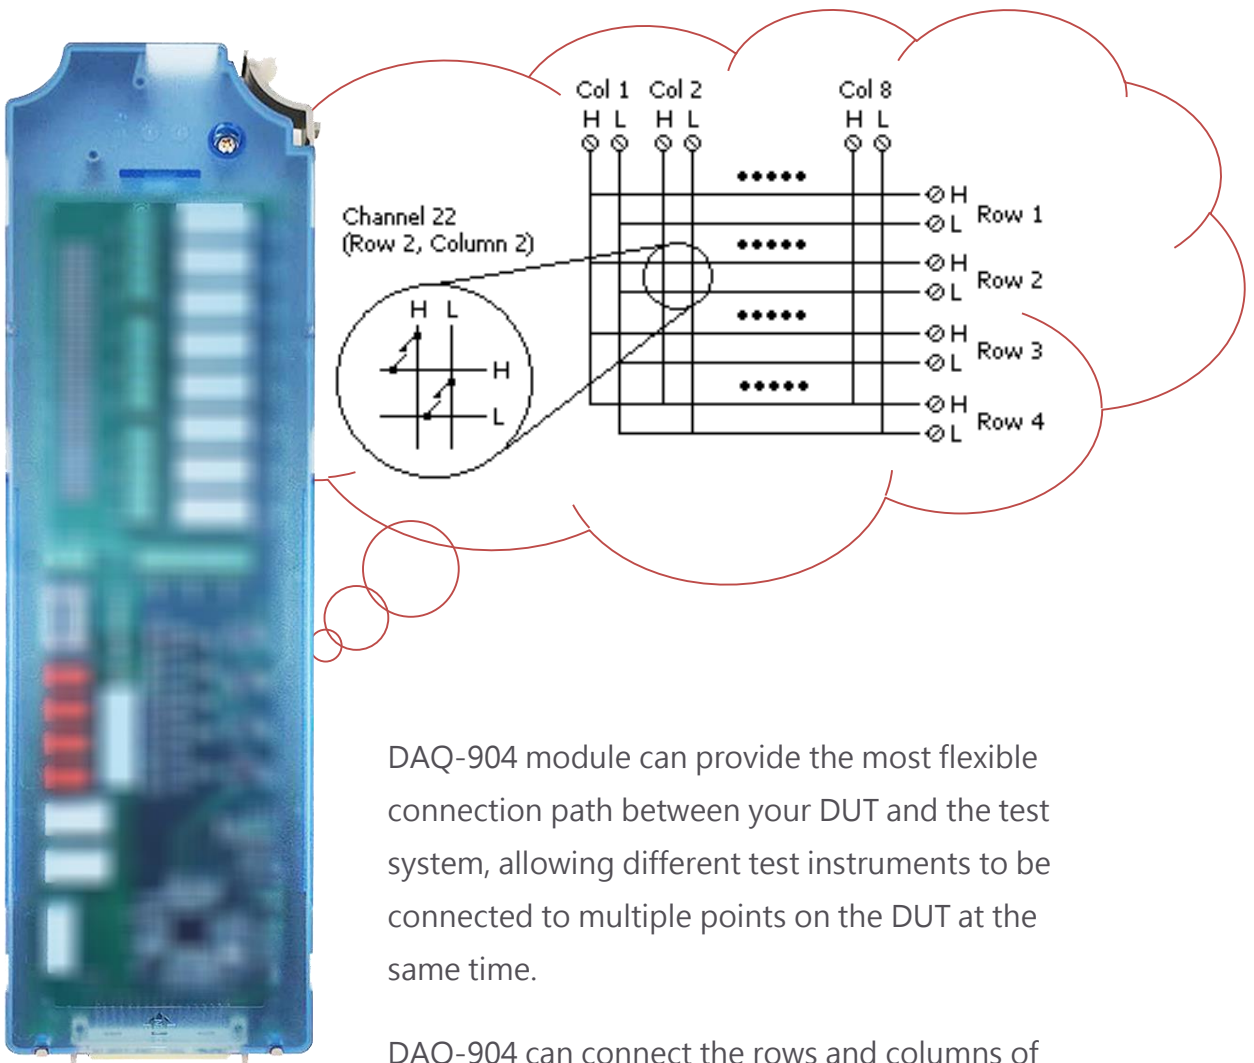 Col 1 Col 2 Col 8
H L H L H L
H
Row 1
L
Channel 22
(Row 2, Column 2)
H
Row 2
L
H L
H
Row 3
L
H
L
H
Row 4
L
DAQ-904 module can provide the most flexible
connection path between your DUT and the test
system, allowing different test instruments to be
connected to multiple points on the DUT at the
same time.
DAQ-904 can connect the rows and columns of